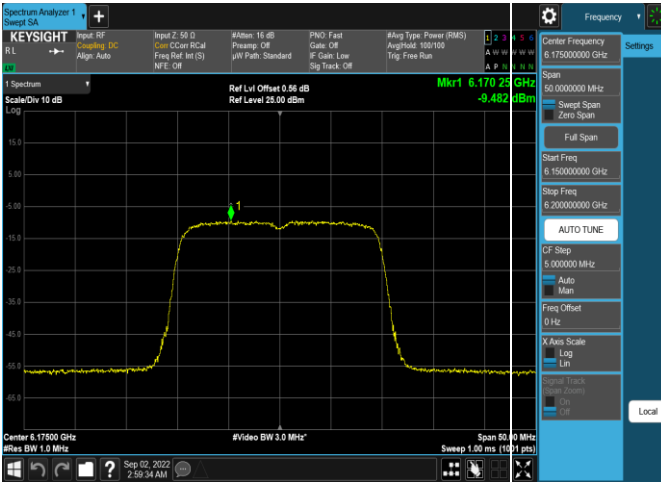 Spectrum Analyzer 1
Swept SA
+
Frequency
KEYSIGHT
RL
Input: RF
Coupling: DC
Align: Auto
Input Z: 50 Ω
Corr CCorr RCal
Freq Ref: Int (S)
NFE: Off
#Atten: 16 dB
Preamp: Off
µW Path: Standard
PNO: Fast
Gate: Off
IF Gain: Low
Sig Track: Off
#Avg Type: Power (RMS)
Avg|Hold: 100/100
Trig: Free Run
1 2 3 4 5 6
A W W W W W
A P N N N N
1 Spectrum
Scale/Div 10 dB
Log
Ref Lvl Offset 0.56 dB
Ref Level 25.00 dBm
Mkr1 6.170 25 GHz
-9.482 dBm
15.0
5.00
-5.00
-15.0
-25.0
-35.0
-45.0
-55.0
-65.0
1
Center 6.17500 GHz
#Res BW 1.0 MHz
#Video BW 3.0 MHz*
Span 50.00 MHz
Sweep 1.00 ms (1001 pts)
?
Sep 02, 2022
2:59:34 AM
Center Frequency
6.175000000 GHz
Settings
Span
50.0000000 MHz
Swept Span
Zero Span
Full Span
Start Freq
6.150000000 GHz
Stop Freq
6.200000000 GHz
AUTO TUNE
CF Step
5.000000 MHz
Auto
Man
Freq Offset
0 Hz
X Axis Scale
Log
Lin
Signal Track
(Span Zoom)
On
Off
Local